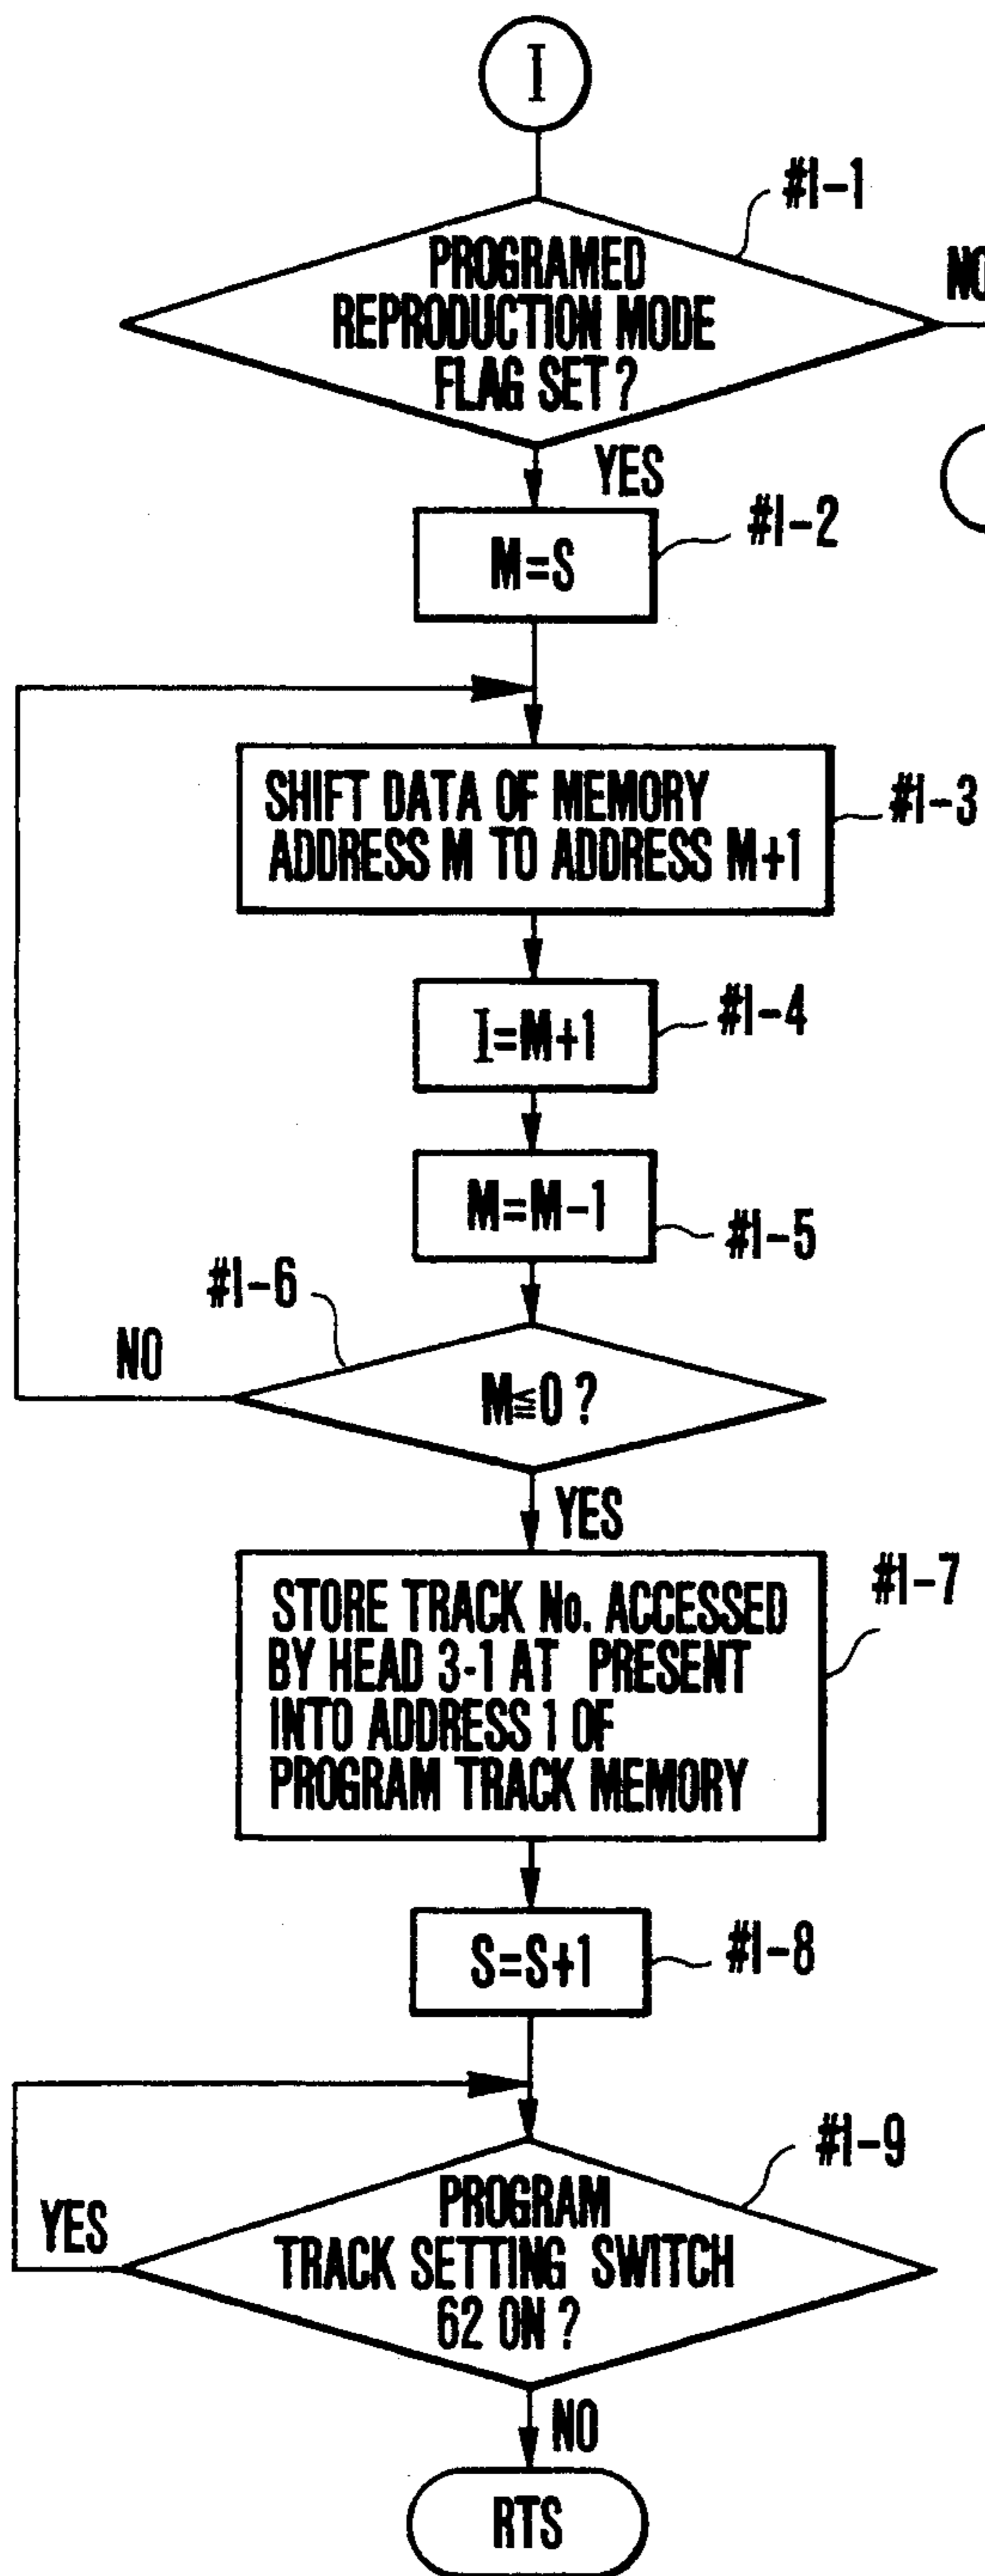 I
#I-1
PROGRAMED
REPRODUCTION MODE
FLAG SET ?
NO
YES
#I-2
M=S
SHIFT DATA OF MEMORY
ADDRESS M TO ADDRESS M+1
#I-3
I=M+1
#I-4
M=M-1
#I-5
#I-6
NO
M≦0 ?
YES
#I-7
STORE TRACK No. ACCESSED
BY HEAD 3-1 AT PRESENT
INTO ADDRESS 1 OF
PROGRAM TRACK MEMORY
S=S+1
#I-8
#I-9
YES
PROGRAM
TRACK SETTING SWITCH
62 ON ?
NO
RTS